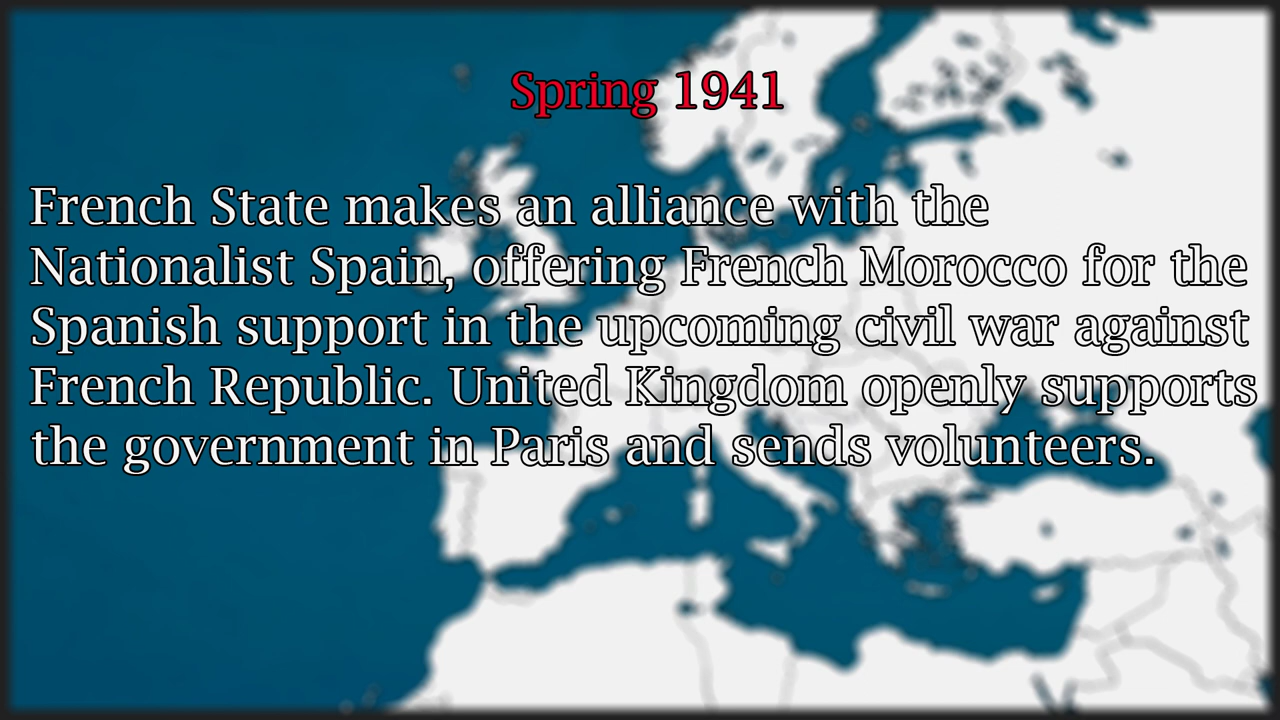 Spring 1941
French State makes an alliance with the
Nationalist Spain, offering French Morocco for the
Spanish support in the upcoming civil war against
French Republic. United Kingdom openly supports
the government in Paris and sends volunteers.